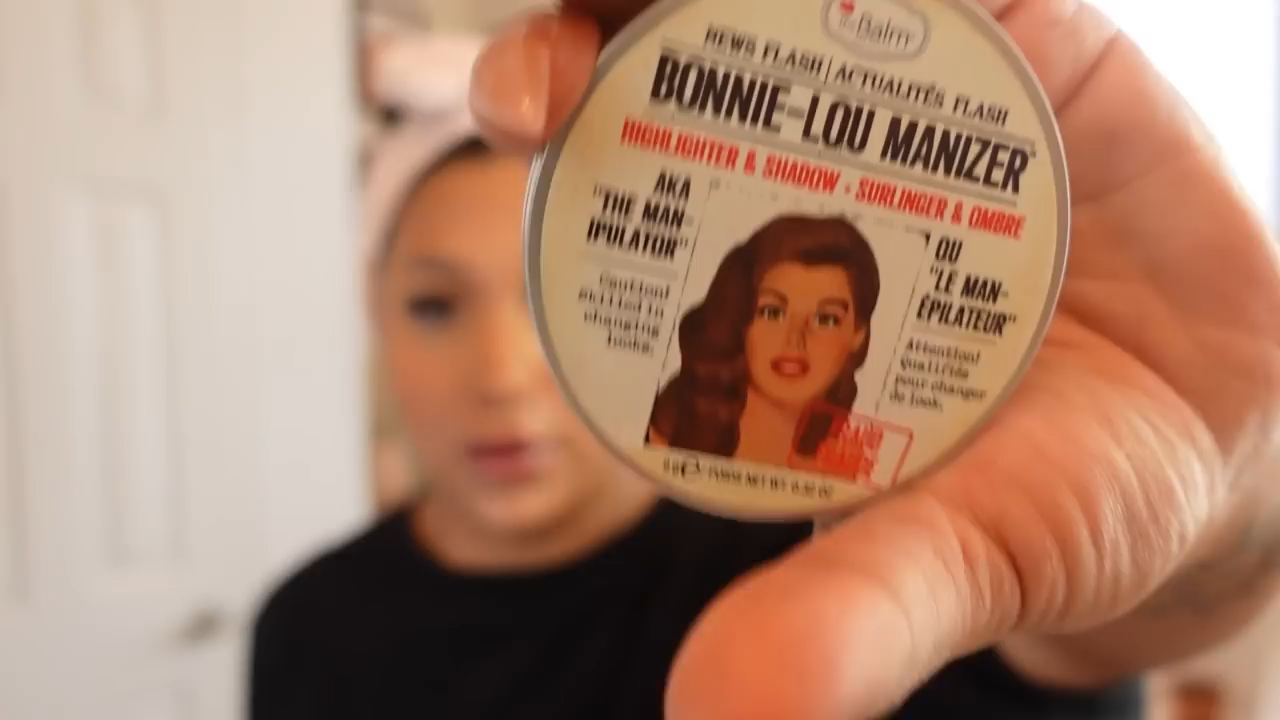 theBalm
NEWS FLASH | ACTUALITÉS FLASH
BONNIE-LOU MANIZER
HIGHLIGHTER & SHADOW - SURLINGER & OMBRE
AKA
"THE MAN-
IPULATOR"
Caution!
Skilled in
changing
looks.
OU
"LE MAN-
ÉPILATEUR"
Attention!
Qualifiée
pour changer
de look.